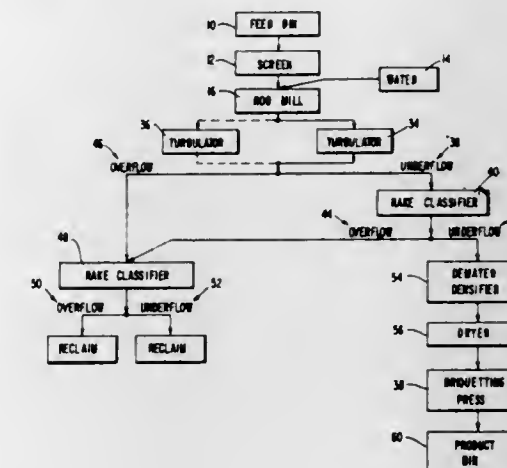 10 FEED BIN
12 SCREEN
14
16 ROD MILL WATER
36 34
TURBULATOR TURBULATOR
46 38
OVERFLOW UNDERFLOW
40
RAKE CLASSIFIER
44
OVERFLOW UNDERFLOW
48
RAKE CLASSIFIER
54 DEWATER
DENSIFIER
50 52
OVERFLOW UNDERFLOW
56 DRYER
RECLAIM RECLAIM
58 BRIQUETTING
PRESS
60 PRODUCT
BIN